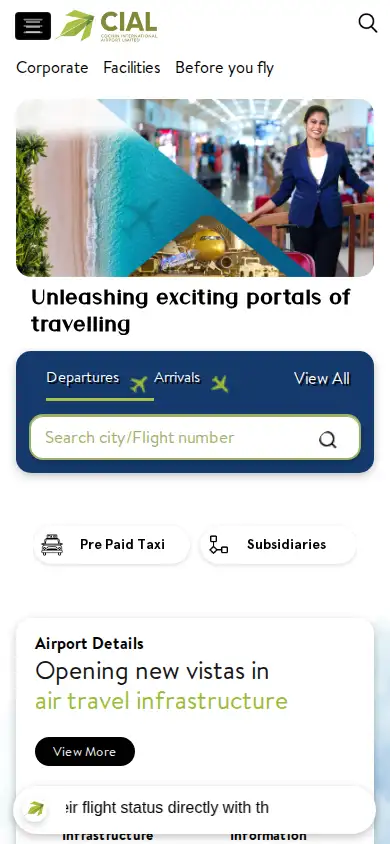 CIAL
COCHIN INTERNATIONAL
AIRPORT LIMITED
Corporate Facilities Before you fly
Unleashing exciting portals of
travelling
Departures Arrivals View All
Search city/Flight number
Pre Paid Taxi Subsidiaries
Airport Details
Opening new vistas in
air travel infrastructure
View More
eir flight status directly with th
Infrastructure Information